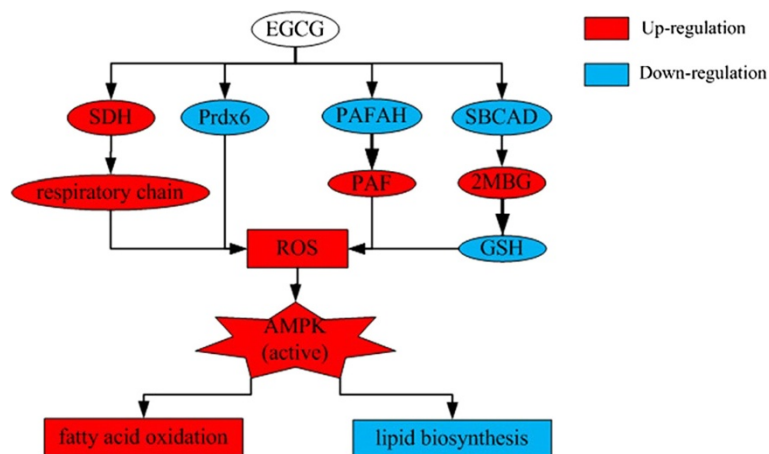 EGCG
Up-regulation
Down-regulation
SDH
Prdx6
PAFAH
SBCAD
respiratory chain
PAF
2MBG
ROS
GSH
AMPK
(active)
fatty acid oxidation
lipid biosynthesis